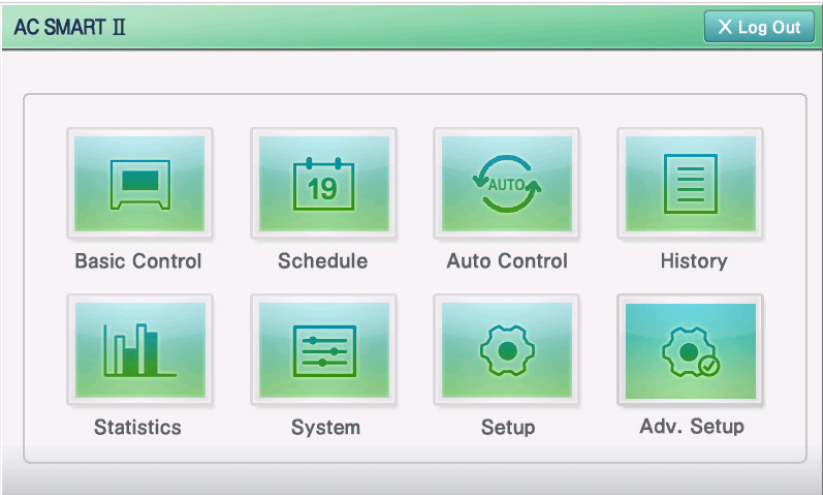 AC SMART Ⅱ
X Log Out
19
AUTO
Basic Control
Schedule
Auto Control
History
Statistics
System
Setup
Adv. Setup